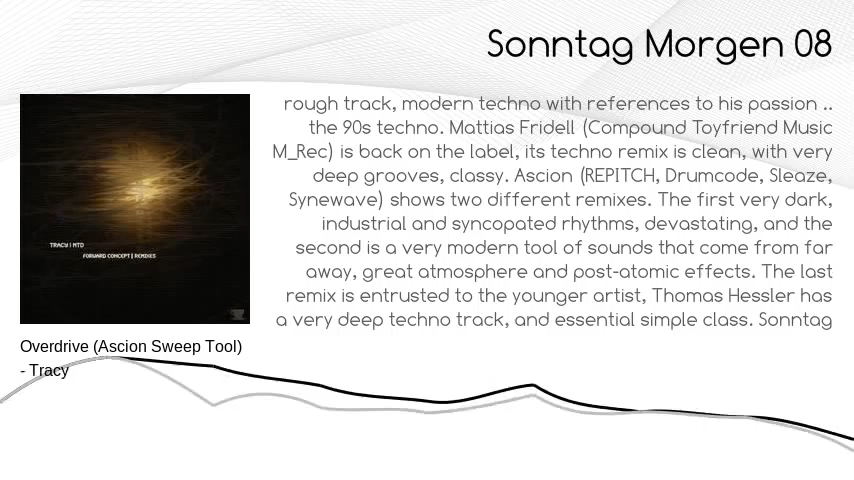 Sonntag Morgen 08
rough track, modern techno with references to his passion ..
the 90s techno. Mattias Fridell (Compound Toyfriend Music
M_Rec) is back on the label, its techno remix is clean, with very
deep grooves, classy. Ascion (REPITCH, Drumcode, Sleaze,
Synewave) shows two different remixes. The first very dark,
industrial and syncopated rhythms, devastating, and the
second is a very modern tool of sounds that come from far
away, great atmosphere and post-atomic effects. The last
remix is entrusted to the younger artist, Thomas Hessler has
a very deep techno track, and essential simple class. Sonntag
TRACY | MTD
FORWARD CONCEPT | REMIXES
Overdrive (Ascion Sweep Tool)
- Tracy